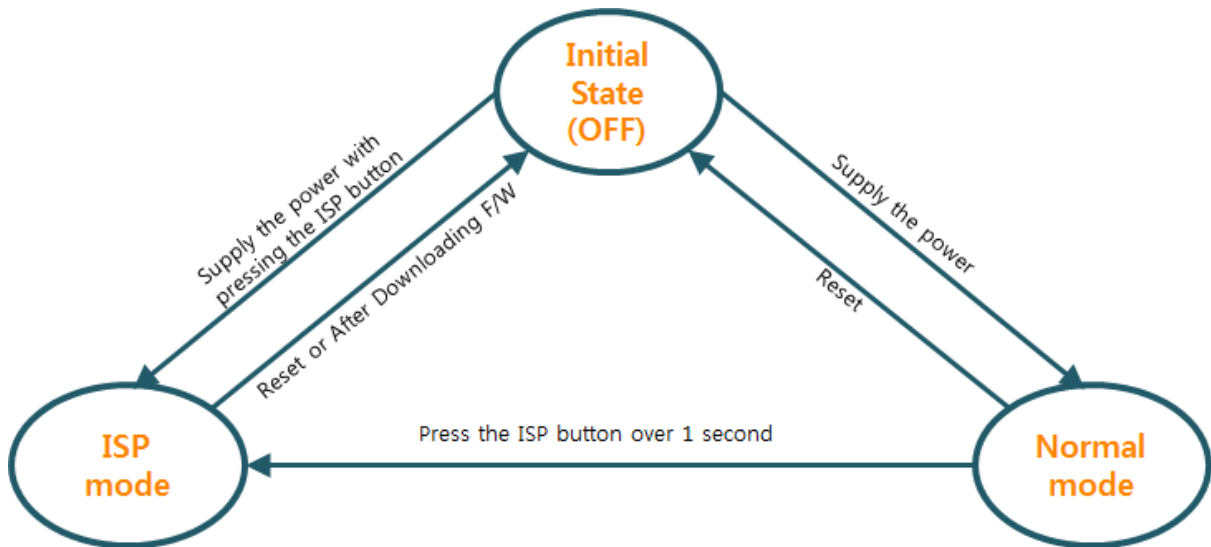 Initial
State
(OFF)
Supply the power with
pressing the ISP button
Reset or After Downloading F/W
Supply the power
Reset
Press the ISP button over 1 second
ISP
mode
Normal
mode